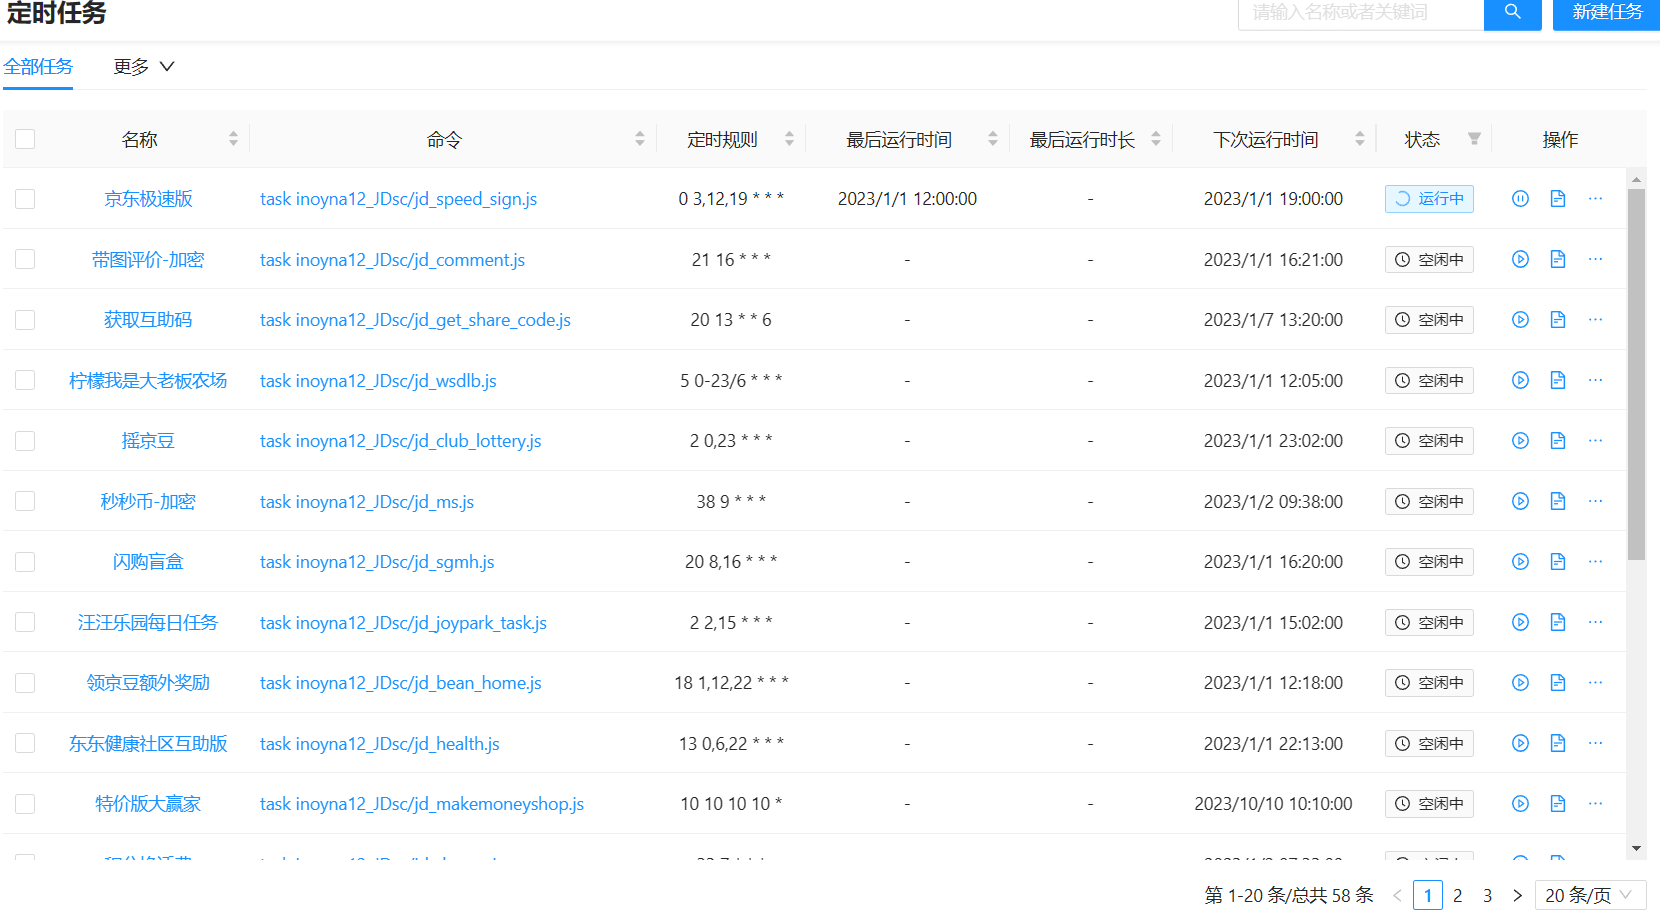 定时任务
请输入名称或者关键词
新建任务
全部任务 更多
名称 命令 定时规则 最后运行时间 最后运行时长 下次运行时间 状态 操作
京东极速版 task inoyna12_JDsc/jd_speed_sign.js 0 3,12,19 * * * 2023/1/1 12:00:00 - 2023/1/1 19:00:00 运行中
带图评价-加密 task inoyna12_JDsc/jd_comment.js 21 16 * * * - - 2023/1/1 16:21:00 空闲中
获取互助码 task inoyna12_JDsc/jd_get_share_code.js 20 13 * * 6 - - 2023/1/7 13:20:00 空闲中
柠檬我是大老板农场 task inoyna12_JDsc/jd_wsdlb.js 5 0-23/6 * * * - - 2023/1/1 12:05:00 空闲中
摇京豆 task inoyna12_JDsc/jd_club_lottery.js 2 0,23 * * * - - 2023/1/1 23:02:00 空闲中
秒秒币-加密 task inoyna12_JDsc/jd_ms.js 38 9 * * * - - 2023/1/2 09:38:00 空闲中
闪购盲盒 task inoyna12_JDsc/jd_sgmh.js 20 8,16 * * * - - 2023/1/1 16:20:00 空闲中
汪汪乐园每日任务 task inoyna12_JDsc/jd_joypark_task.js 2 2,15 * * * - - 2023/1/1 15:02:00 空闲中
领京豆额外奖励 task inoyna12_JDsc/jd_bean_home.js 18 1,12,22 * * * - - 2023/1/1 12:18:00 空闲中
东东健康社区互助版 task inoyna12_JDsc/jd_health.js 13 0,6,22 * * * - - 2023/1/1 22:13:00 空闲中
特价版大赢家 task inoyna12_JDsc/jd_makemoneyshop.js 10 10 10 10 * - - 2023/10/10 10:10:00 空闲中
第 1-20 条/总共 58 条 < 1 2 3 > 20 条/页